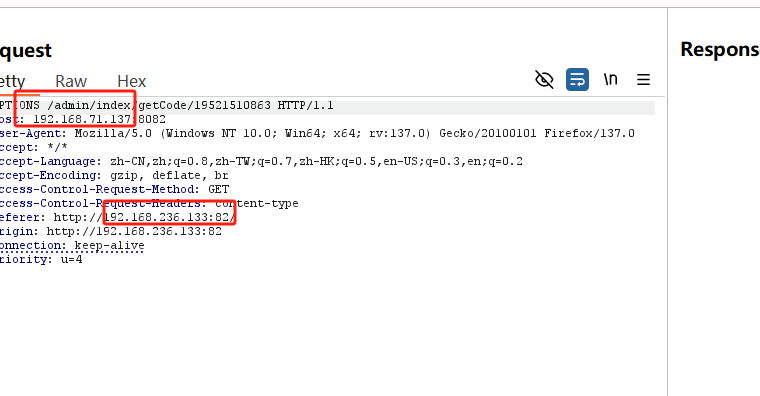 quest
Respons
etty Raw Hex
\n
PTIONS /admin/index/getCode/19521510863 HTTP/1.1
ost: 192.168.71.137:8082
ser-Agent: Mozilla/5.0 (Windows NT 10.0; Win64; x64; rv:137.0) Gecko/20100101 Firefox/137.0
ccept: */*
ccept-Language: zh-CN,zh;q=0.8,zh-TW;q=0.7,zh-HK;q=0.5,en-US;q=0.3,en;q=0.2
ccept-Encoding: gzip, deflate, br
ccess-Control-Request-Method: GET
ccess-Control-Request-Headers: content-type
eferer: http://192.168.236.133:82/
rigin: http://192.168.236.133:82
onnection: keep-alive
riority: u=4